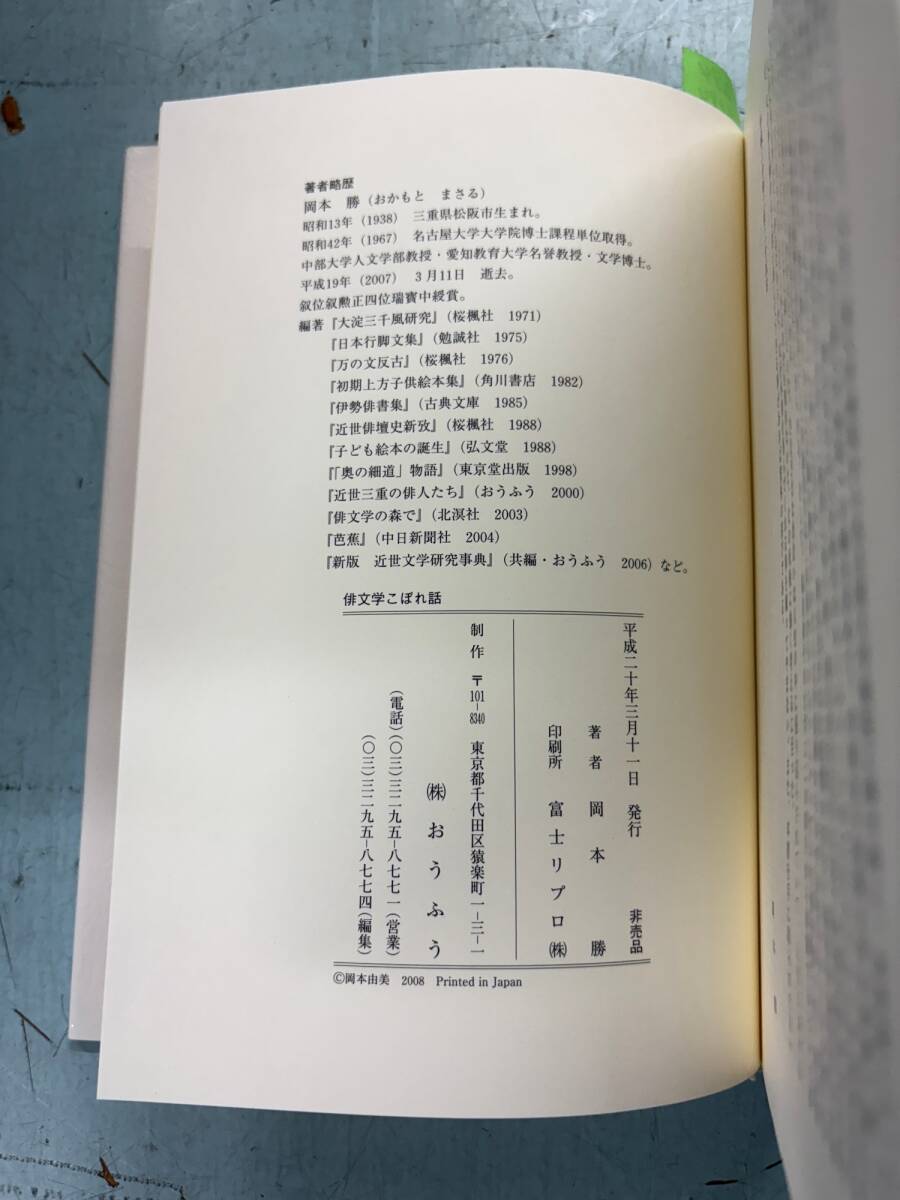 著者略歴
岡本　勝（おかもと　まさる）
昭和13年（1938）　三重県松阪市生まれ。
昭和42年（1967）　名古屋大学大学院博士課程単位取得。
中部大学人文学部教授・愛知教育大学名誉教授・文学博士。
平成19年（2007）　3月11日　逝去。
叙位叙勲正四位瑞寶中綬賞。
編著『大淀三千風研究』（桜楓社　1971）
『日本行脚文集』（勉誠社　1975）
『万の文反古』（桜楓社　1976）
『初期上方子供絵本集』（角川書店　1982）
『伊勢俳書集』（古典文庫　1985）
『近世俳壇史新攷』（桜楓社　1988）
『子ども絵本の誕生』（弘文堂　1988）
『「奥の細道」物語』（東京堂出版　1998）
『近世三重の俳人たち』（おうふう　2000）
『俳文学の森で』（北溟社　2003）
『芭蕉』（中日新聞社　2004）
『新版　近世文学研究事典』（共編・おうふう　2006）など。
俳文学こぼれ話
平成二十年三月十一日　発行　　非売品
著者　岡本　勝
印刷所　富士リプロ㈱
制作　〒101-8340　東京都千代田区猿楽町一-三-一
㈱おうふう
（電話）（〇三）三二九五-八七七一（営業）
（〇三）三二九五-八七七四（編集）
©岡本由美　2008　Printed in Japan